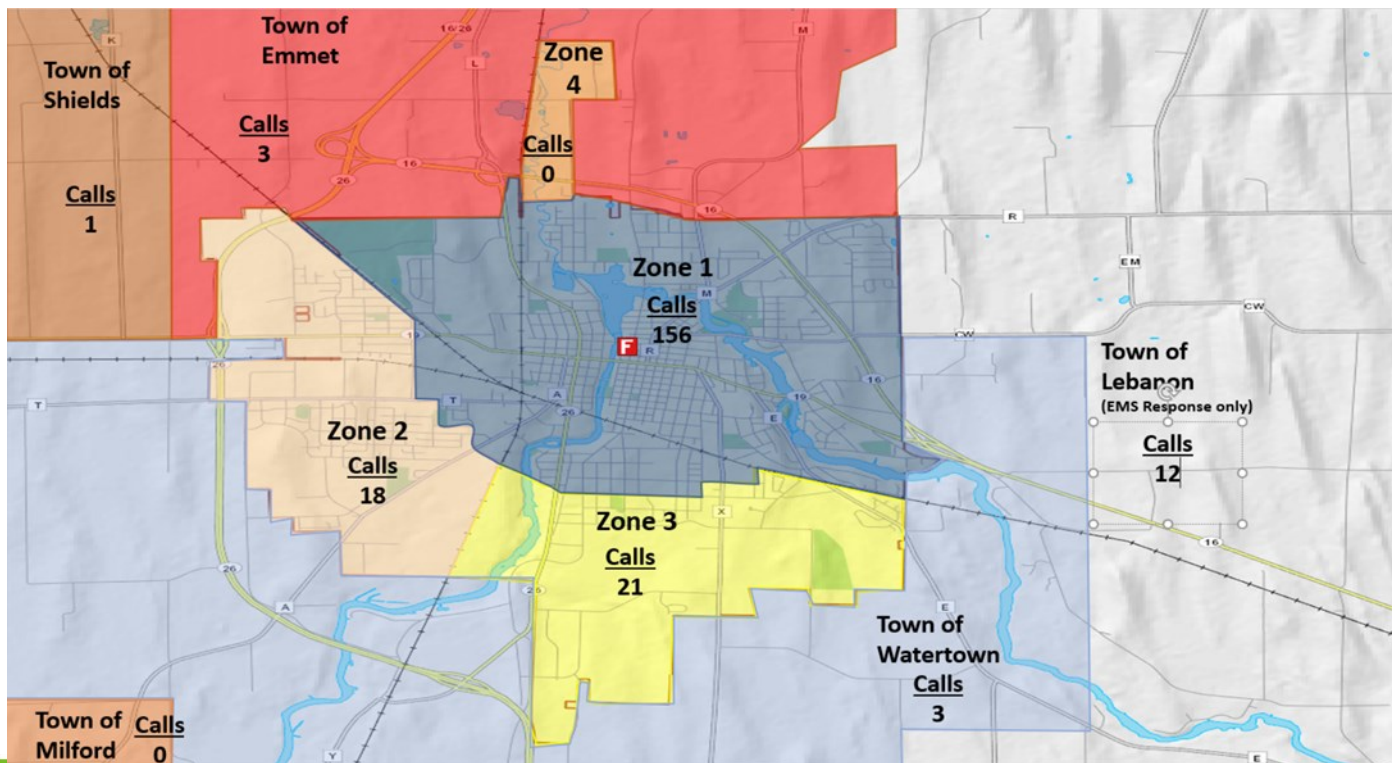 Town of
Emmet
Calls
3
Town of
Shields
Calls
1
Zone
4
Calls
0
Zone 1
Calls
156
Zone 2
Calls
18
Zone 3
Calls
21
Town of
Lebanon
(EMS Response only)
Calls
12
Town of
Watertown
Calls
3
Town of
Milford
Calls
0
K
16/26
L
M
16
26
16
R
EM
CW
M
CW
F
R
19
26
T
T
A
26
16
19
E
X
26
26
A
E
16
Y
E